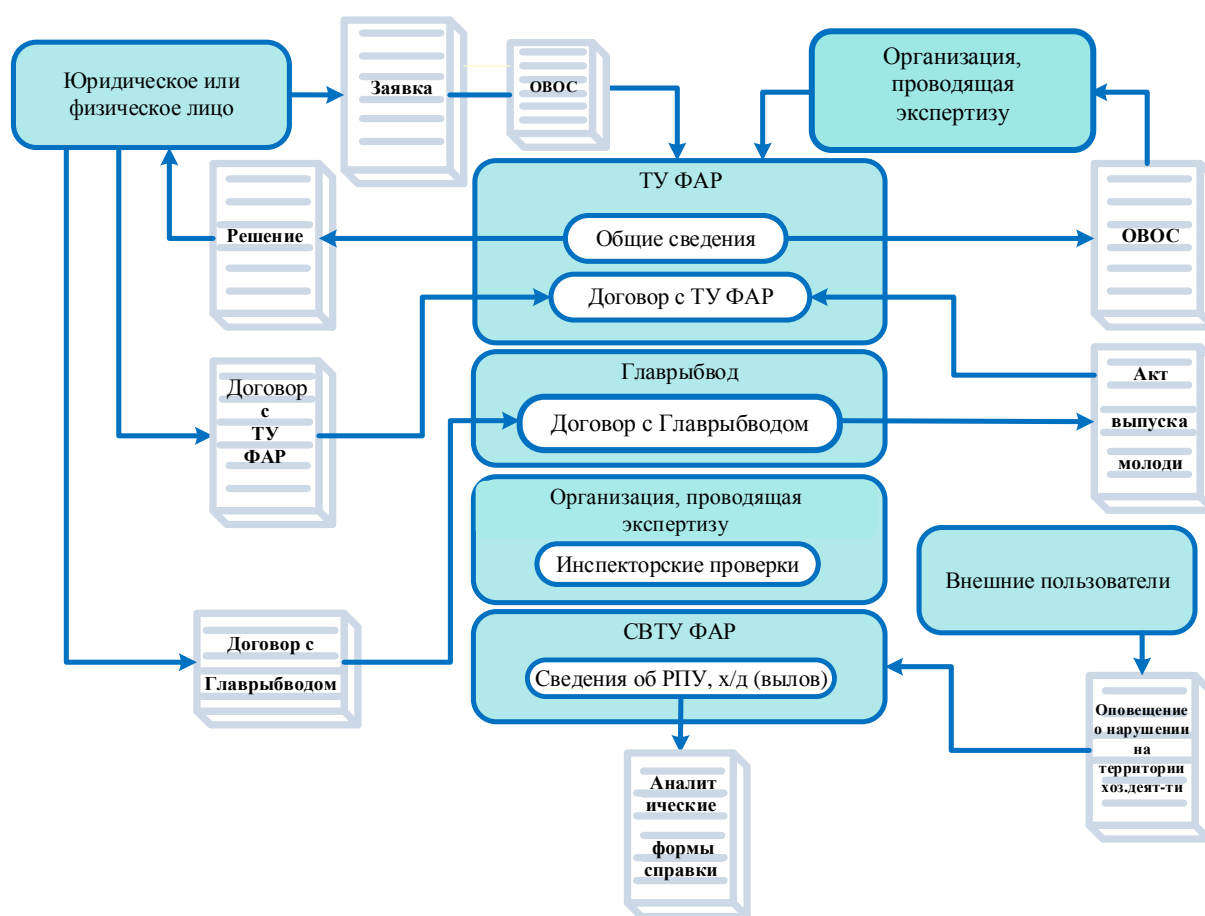 Юридическое или
физическое лицо
Заявка
ОВОС
Организация,
проводящая
экспертизу
ТУ ФАР
Общие сведения
Решение
ОВОС
Договор с ТУ ФАР
Договор
с
ТУ
ФАР
Главрыбвод
Договор с Главрыбводом
Акт
выпуска
молоди
Организация, проводящая
экспертизу
Инспекторские проверки
Внешние пользователи
Договор с
Главрыбводом
СВТУ ФАР
Сведения об РПУ, х/д (вылов)
Оповещение
о нарушении
на
территории
хоз.деят-ти
Аналит
ические
формы
справки